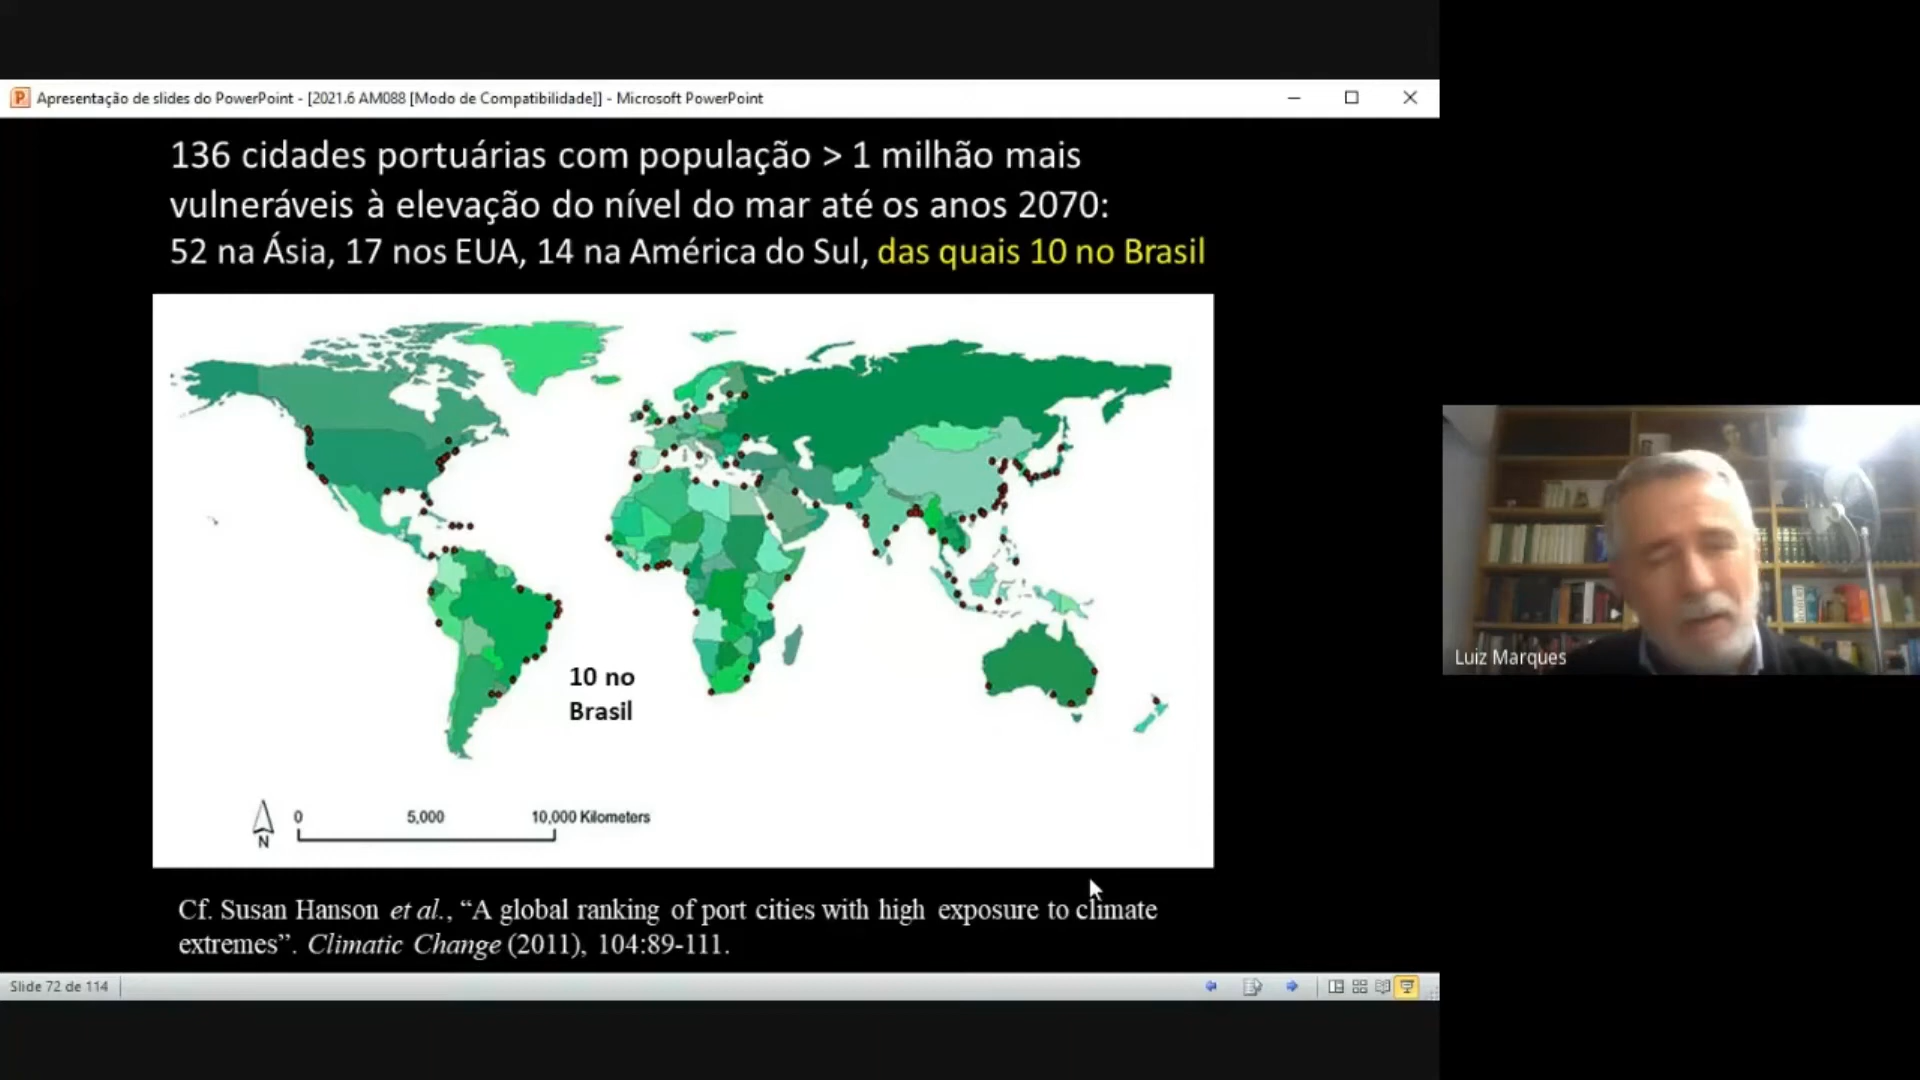 Apresentação de slides do PowerPoint - [2021.6 AM088 [Modo de Compatibilidade]] - Microsoft PowerPoint
136 cidades portuárias com população > 1 milhão mais
vulneráveis à elevação do nível do mar até os anos 2070:
52 na Ásia, 17 nos EUA, 14 na América do Sul, das quais 10 no Brasil
10 no
Brasil
0 5,000 10,000 Kilometers
N
Cf. Susan Hanson et al., “A global ranking of port cities with high exposure to climate
extremes”. Climatic Change (2011), 104:89-111.
Slide 72 de 114
Luiz Marques